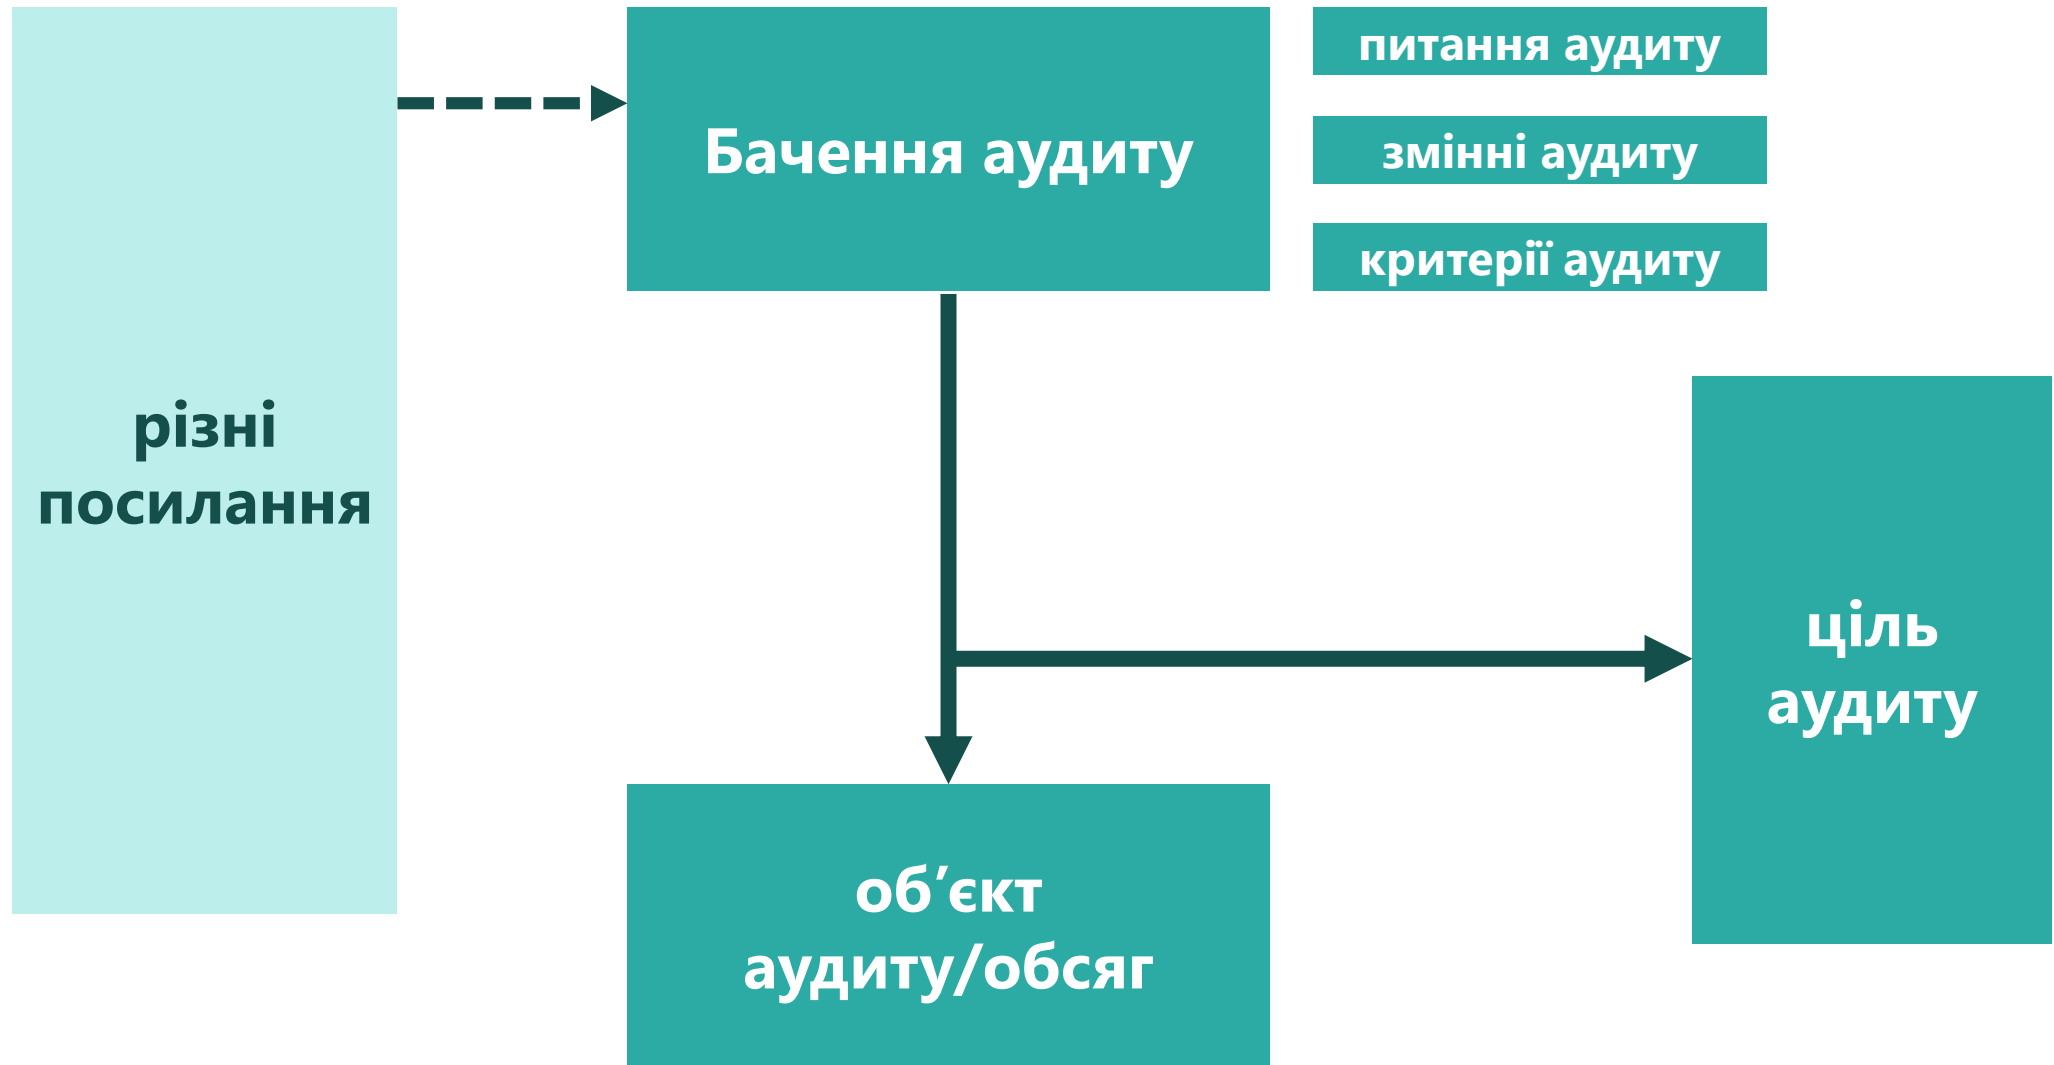 різні
посилання
Бачення аудиту
питання аудиту
змінні аудиту
критерії аудиту
ціль
аудиту
об’єкт
аудиту/обсяг